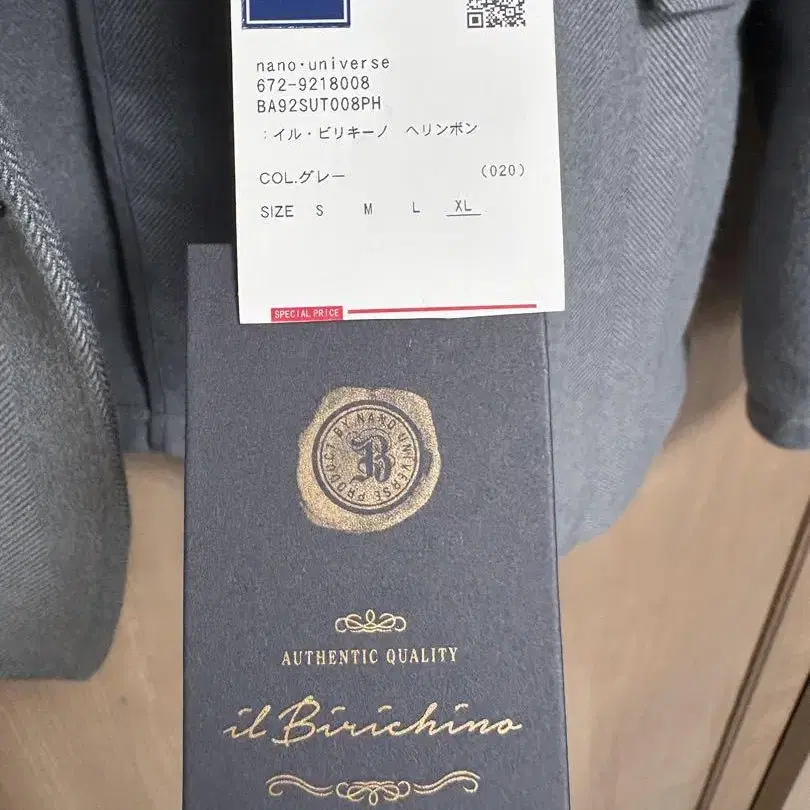 nano・universe
672-9218008
BA92SUT008PH
：イル・ビリキーノ　ヘリンボン
COL.グレー (020)
SIZE S M L XL
SPECIAL PRICE
PRODUCT BY NANO UNIVERSE
B
AUTHENTIC QUALITY
il Birichino